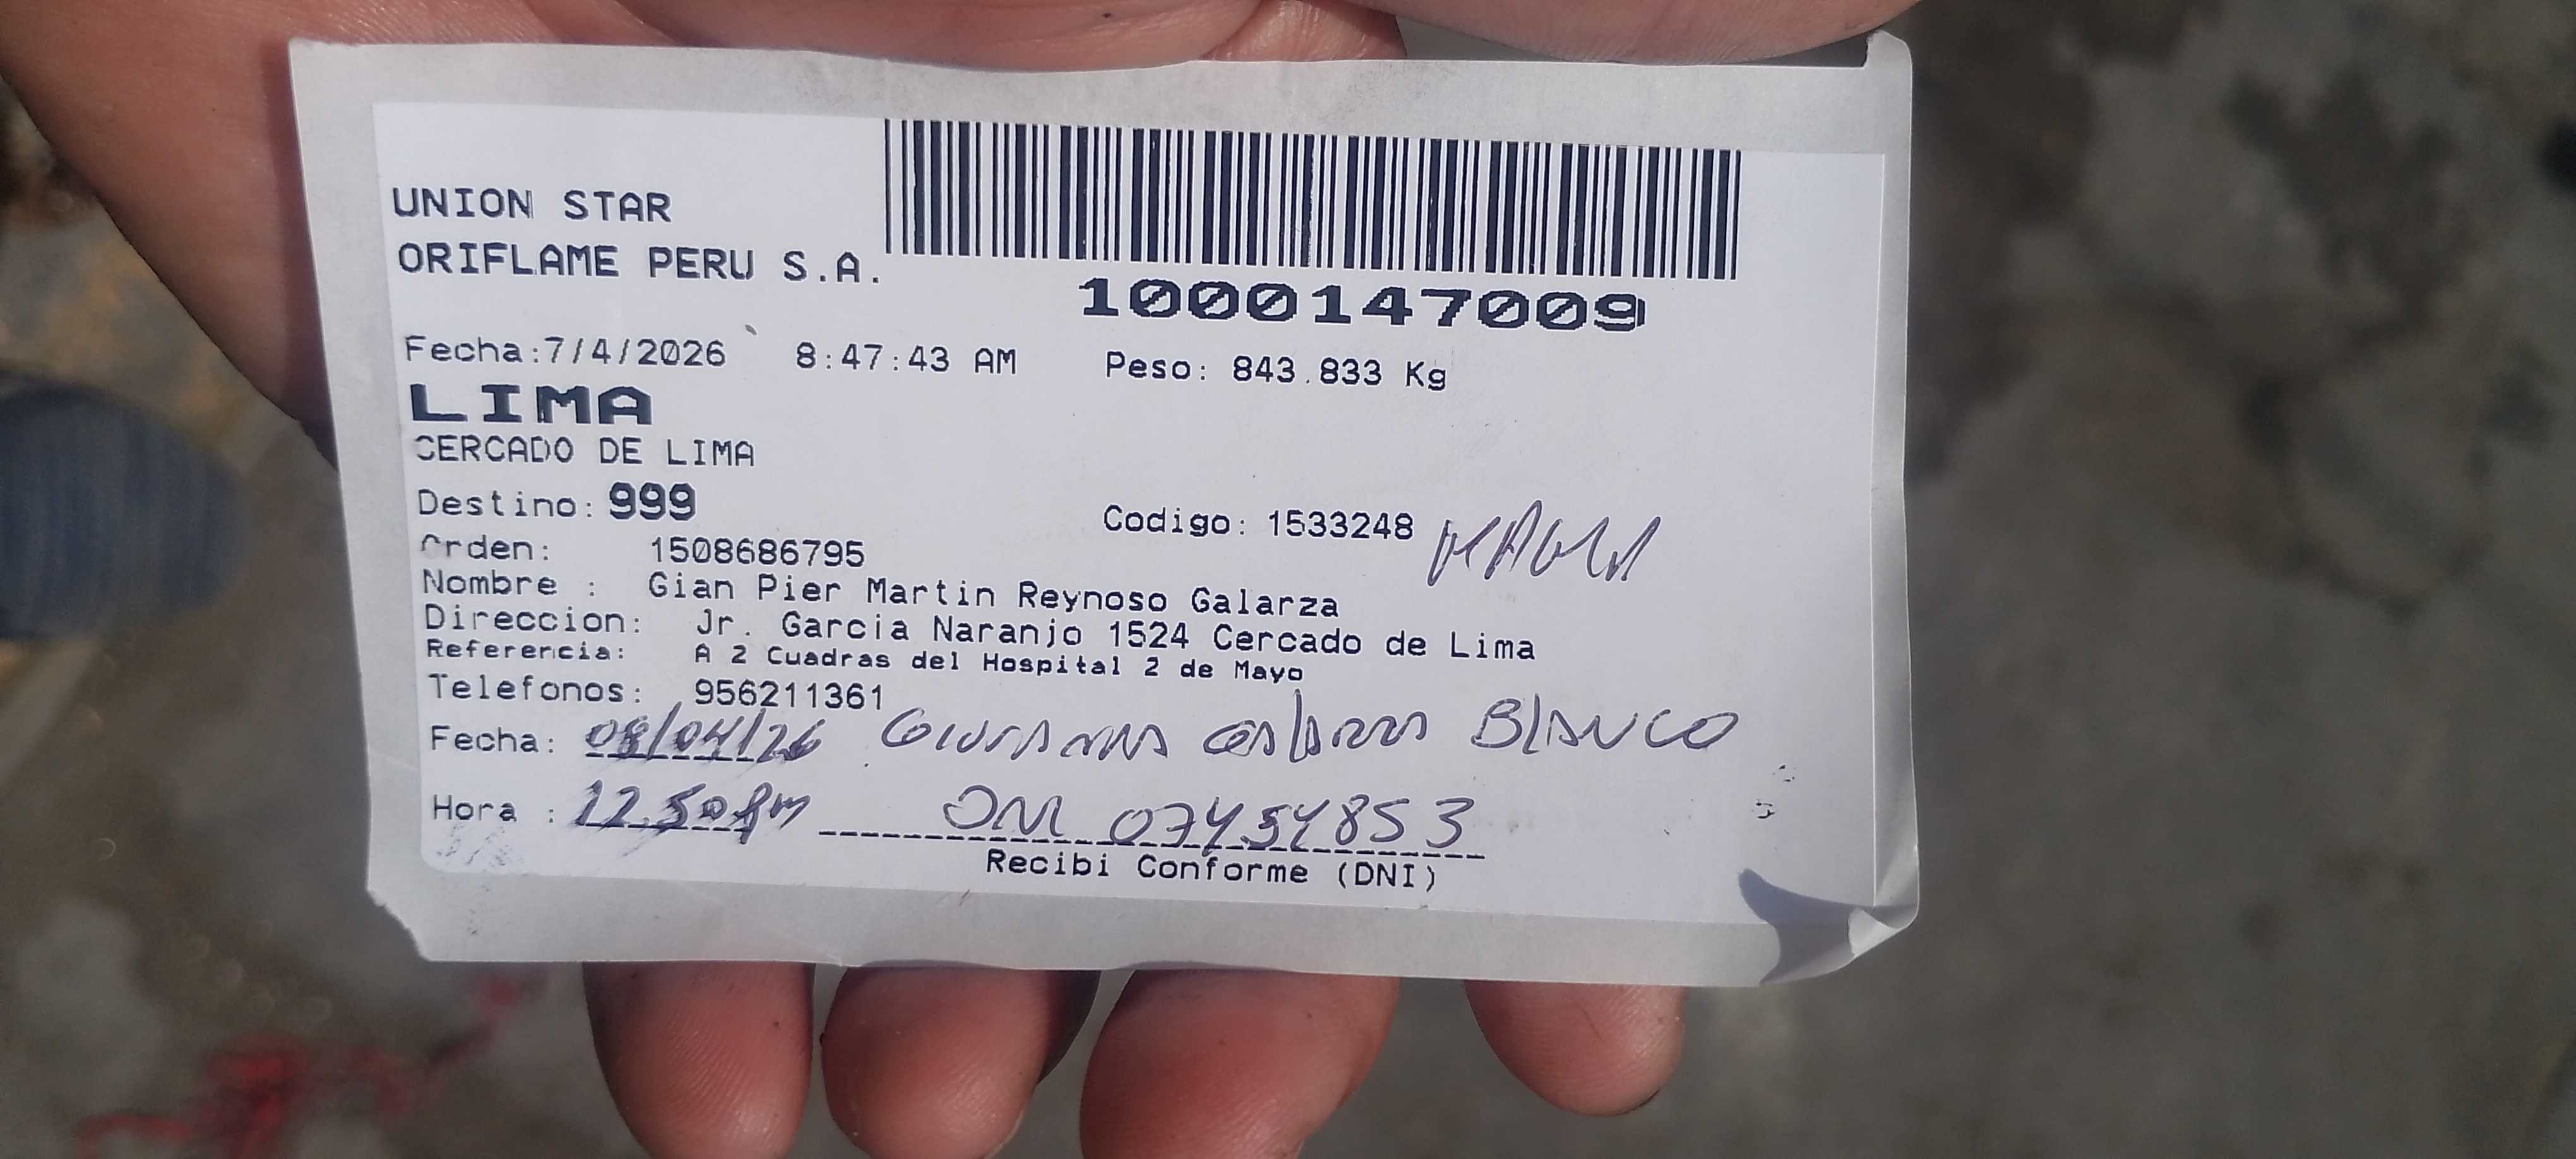 UNION STAR
ORIFLAME PERU S.A.
1000147009
Fecha:7/4/2026 8:47:43 AM Peso: 843.833 Kg
LIMA
CERCADO DE LIMA
Destino: 999
Codigo: 1533248
Orden: 1508686795
Nombre : Gian Pier Martin Reynoso Galarza
Direccion: Jr. Garcia Naranjo 1524 Cercado de Lima
Referencia: A 2 Cuadras del Hospital 2 de Mayo
Telefonos: 956211361
Fecha: 08/04/26 BLANCO
Hora : 12.50 pm DNI 07454853
Recibi Conforme (DNI)